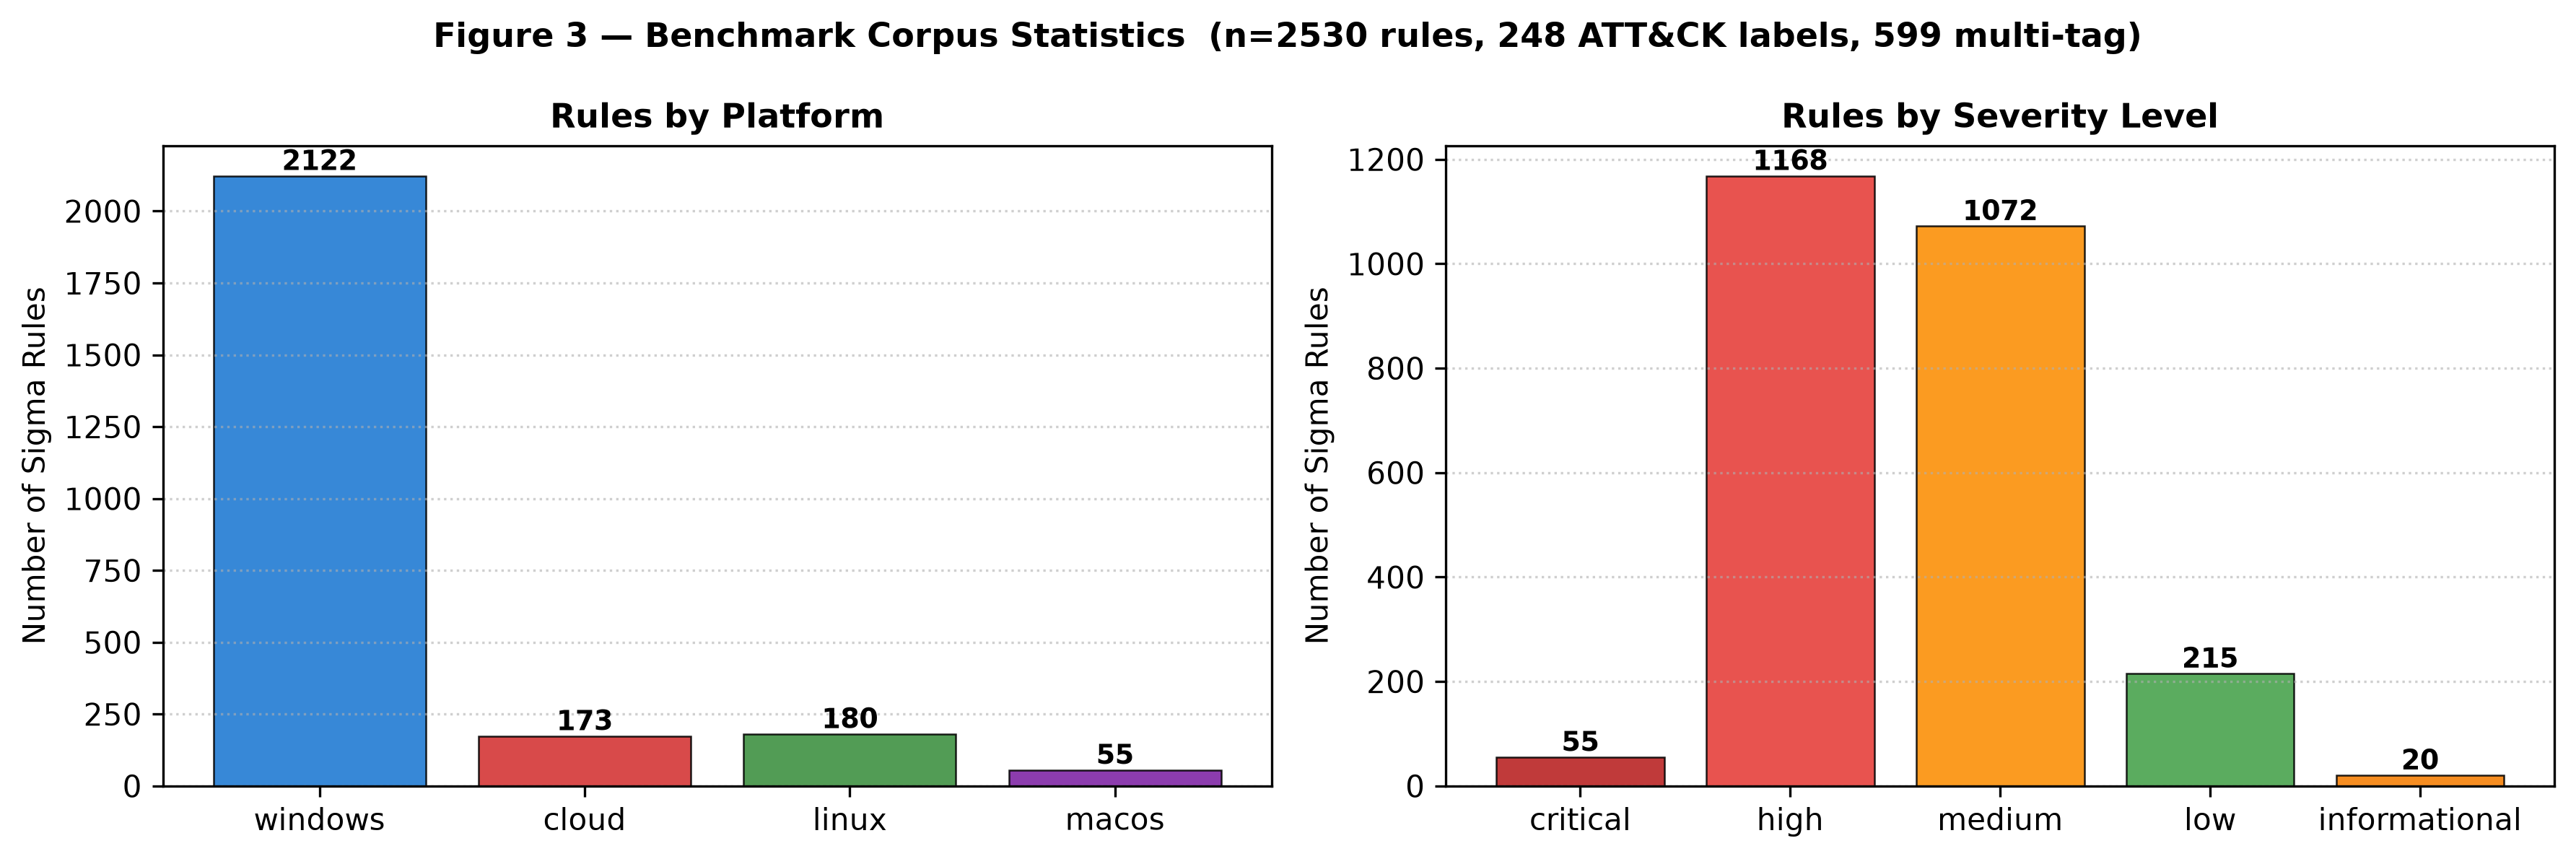 Figure 3 — Benchmark Corpus Statistics  (n=2530 rules, 248 ATT&CK labels, 599 multi-tag)
Rules by Platform
Number of Sigma Rules
2000
1750
1500
1250
1000
750
500
250
0
2122
173
180
55
windows
cloud
linux
macos
Rules by Severity Level
Number of Sigma Rules
1200
1000
800
600
400
200
0
55
1168
1072
215
20
critical
high
medium
low
informational